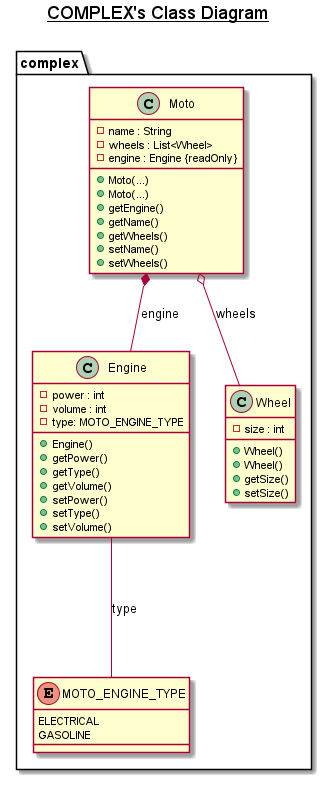 COMPLEX's Class Diagram
complex
C Moto
name : String
wheels : List<Wheel>
engine : Engine {readOnly}
Moto(...)
Moto(...)
getEngine()
getName()
getWheels()
setName()
setWheels()
engine
wheels
C Engine
power : int
volume : int
type: MOTO_ENGINE_TYPE
Engine()
getPower()
getType()
getVolume()
setPower()
setType()
setVolume()
C Wheel
size : int
Wheel()
Wheel()
getSize()
setSize()
type
E MOTO_ENGINE_TYPE
ELECTRICAL
GASOLINE